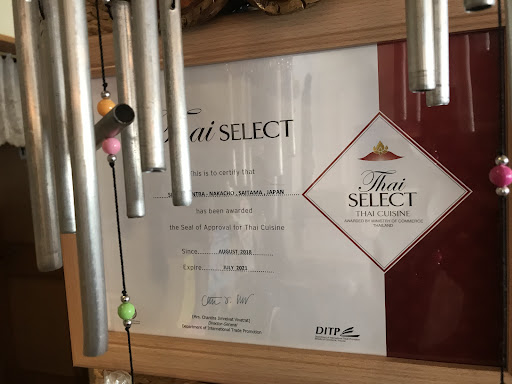 Thai SELECT
This is to certify that
NTRA - NAKACHO , SAITAMA , JAPAN
has been awarded
the Seal of Approval for Thai Cuisine
Since AUGUST 2018
Expire JULY 2021
Director-General
Department of International Trade Promotion
Thai
SELECT
THAI CUISINE
AWARDED BY MINISTRY OF COMMERCE
THAILAND
DITP